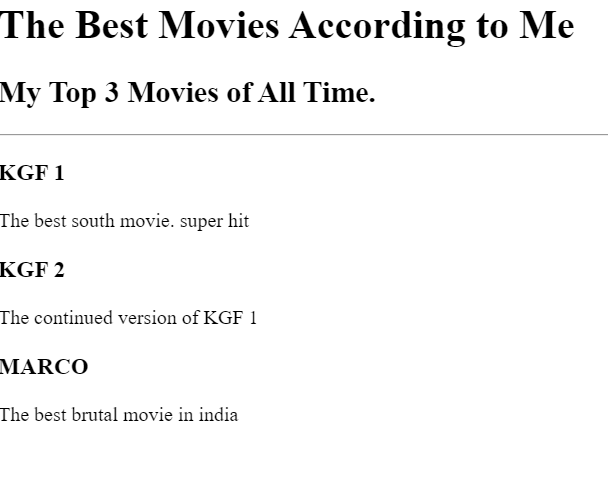 The Best Movies According to Me
My Top 3 Movies of All Time.
KGF 1
The best south movie. super hit
KGF 2
The continued version of KGF 1
MARCO
The best brutal movie in india